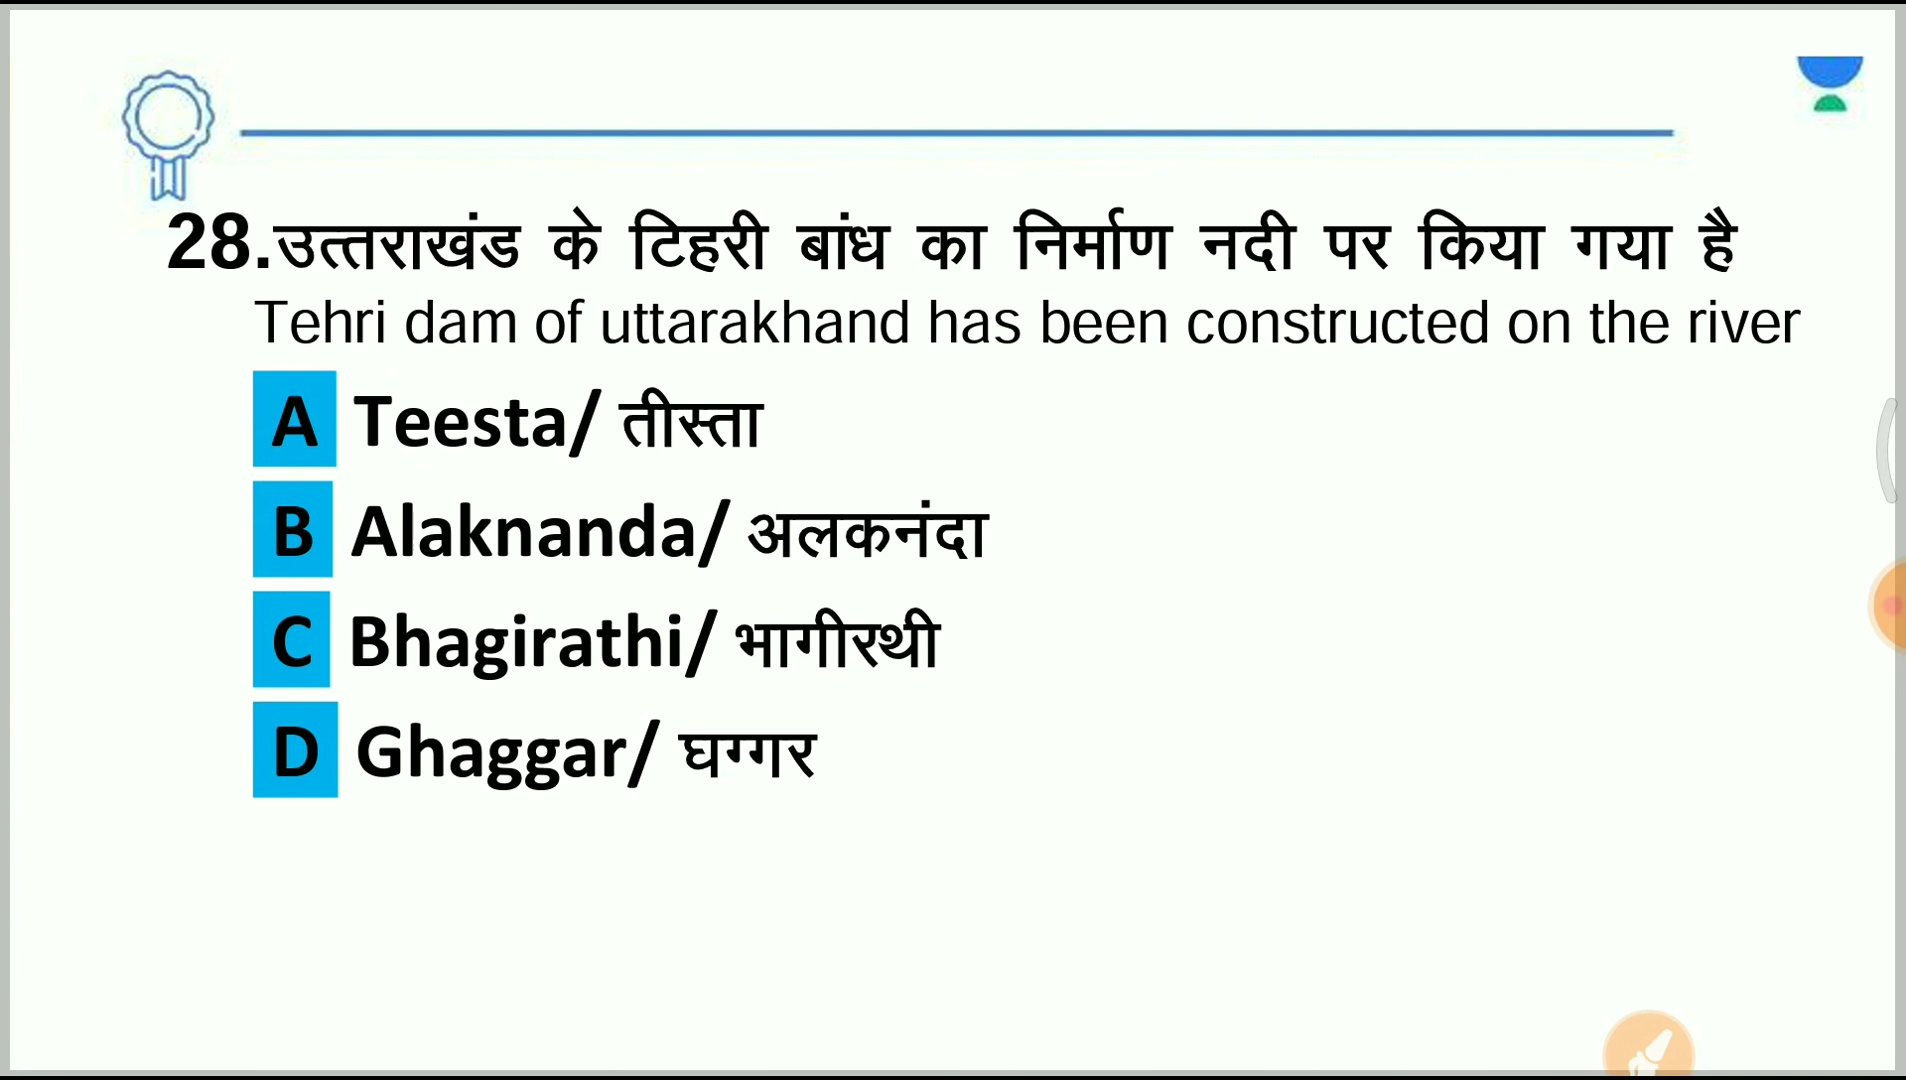 28.उत्तराखंड के टिहरी बांध का निर्माण नदी पर किया गया है
Tehri dam of uttarakhand has been constructed on the river
A Teesta/ तीस्ता
B Alaknanda/ अलकनंदा
C Bhagirathi/ भागीरथी
D Ghaggar/ घग्गर